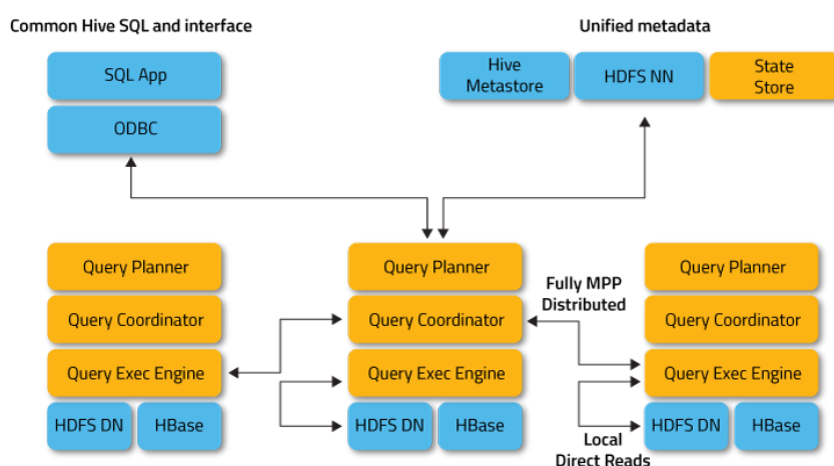 Common Hive SQL and interface
Unified metadata
SQL App
ODBC
Hive
Metastore
HDFS NN
State
Store
Query Planner
Query Coordinator
Query Exec Engine
HDFS DN
HBase
Query Planner
Query Coordinator
Query Exec Engine
HDFS DN
HBase
Fully MPP
Distributed
Local
Direct Reads
Query Planner
Query Coordinator
Query Exec Engine
HDFS DN
HBase